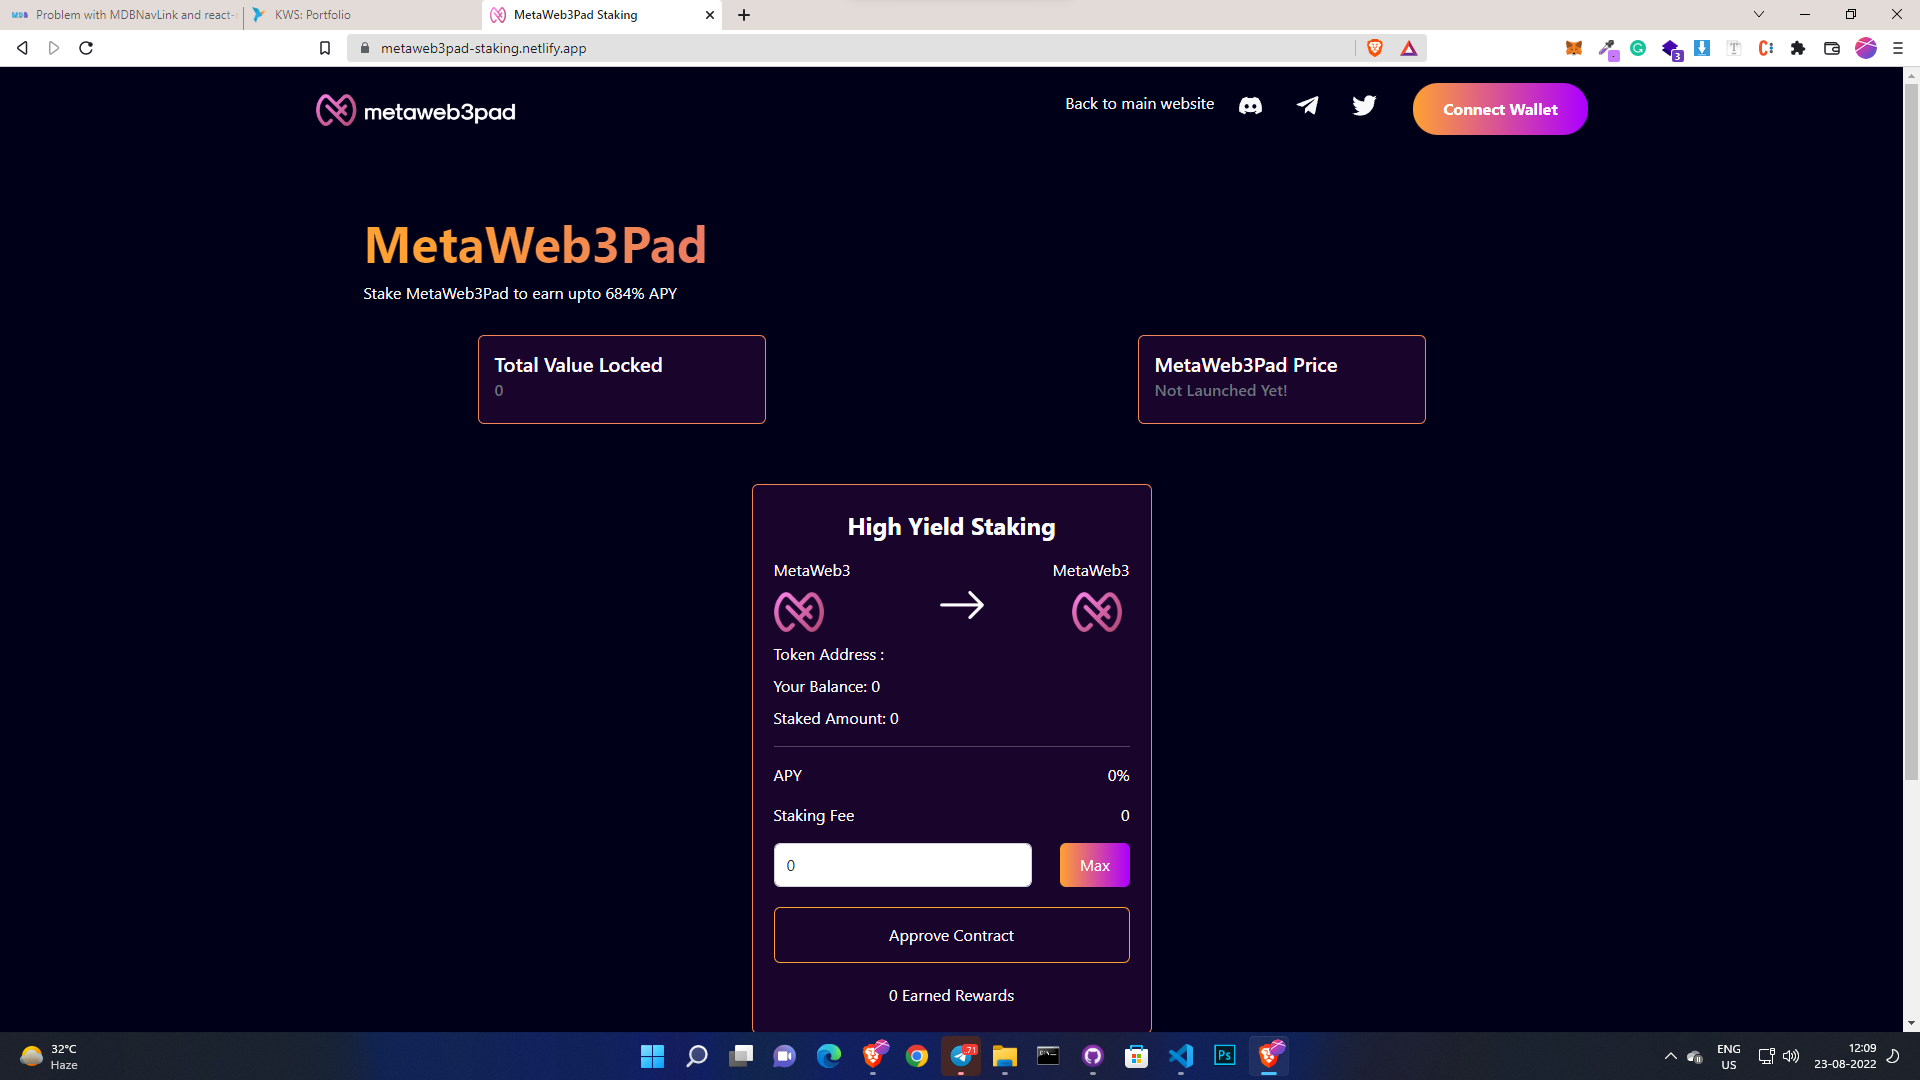 MDB Problem with MDBNavLink and react-
KWS: Portfolio
MetaWeb3Pad Staking
metaweb3pad-staking.netlify.app
3
metaweb3pad
Back to main website
Connect Wallet
MetaWeb3Pad
Stake MetaWeb3Pad to earn upto 684% APY
Total Value Locked
0
MetaWeb3Pad Price
Not Launched Yet!
High Yield Staking
MetaWeb3
MetaWeb3
Token Address :
Your Balance: 0
Staked Amount: 0
APY
0%
Staking Fee
0
0
Max
Approve Contract
0 Earned Rewards
32°C
Haze
71
Ps
ENG
US
12:09
23-08-2022